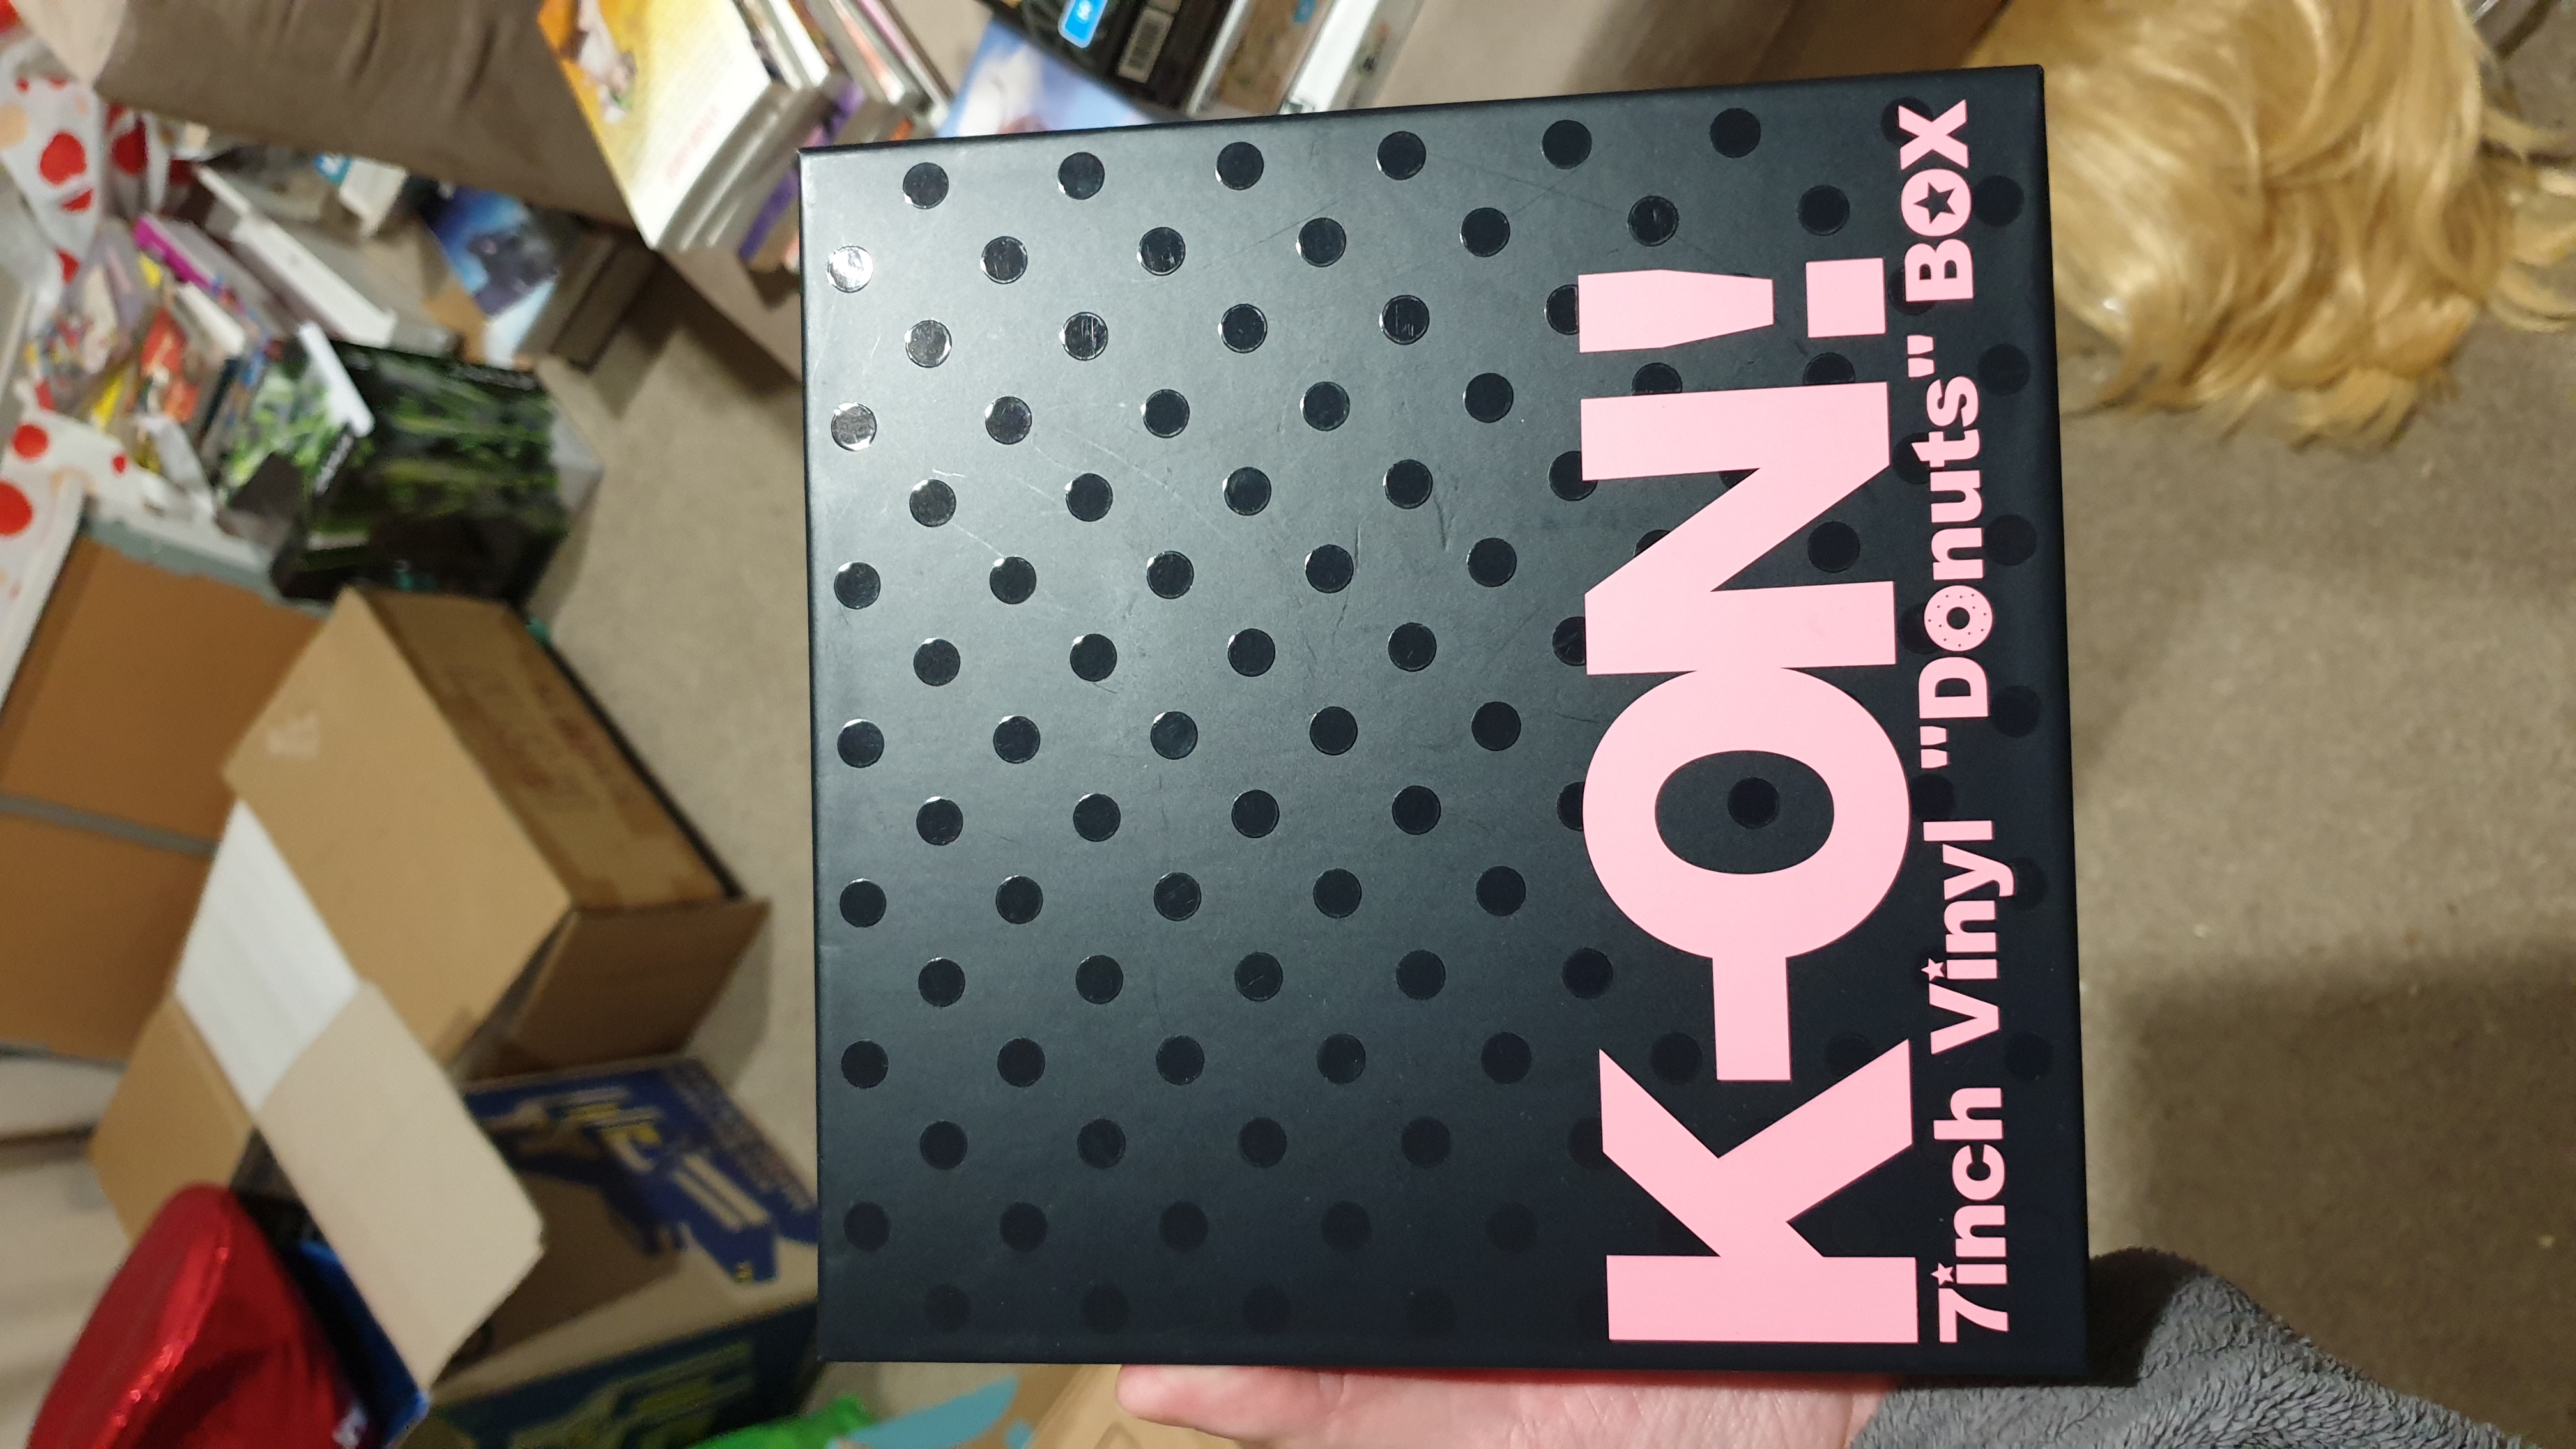 K-ON!
7inch Vinyl "Donuts" BOX